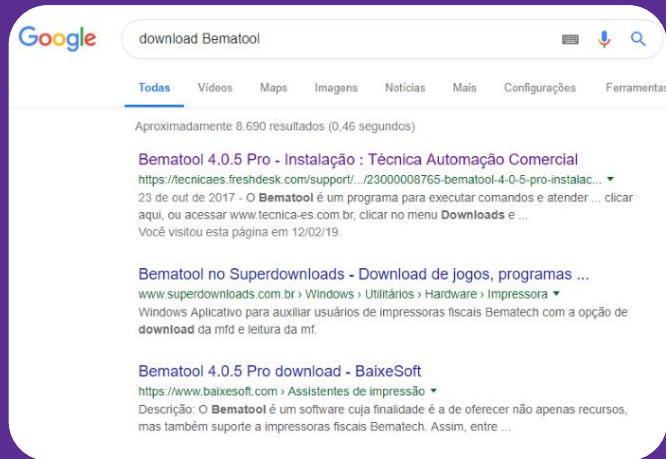 Google
download Bematool
Todas Vídeos Maps Imagens Notícias Mais Configurações Ferramentas
Aproximadamente 8.690 resultados (0,46 segundos)
Bematool 4.0.5 Pro - Instalação : Técnica Automação Comercial
https://tecnicaes.freshdesk.com/support/.../23000008765-bematool-4-0-5-pro-instalac...
23 de out de 2017 - O Bematool é um programa para executar comandos e atender ... clicar
aqui, ou acessar www.tecnica-es.com.br, clicar no menu Downloads e ...
Você visitou esta página em 12/02/19.
Bematool no Superdownloads - Download de jogos, programas ...
www.superdownloads.com.br › Windows › Utilitários › Hardware › Impressora
Windows Aplicativo para auxiliar usuários de impressoras fiscais Bematech com a opção de
download da mfd e leitura da mf.
Bematool 4.0.5 Pro download - BaixeSoft
https://www.baixesoft.com › Assistentes de impressão
Descrição: O Bematool é um software cuja finalidade é a de oferecer não apenas recursos,
mas também suporte a impressoras fiscais Bematech. Assim, entre ...